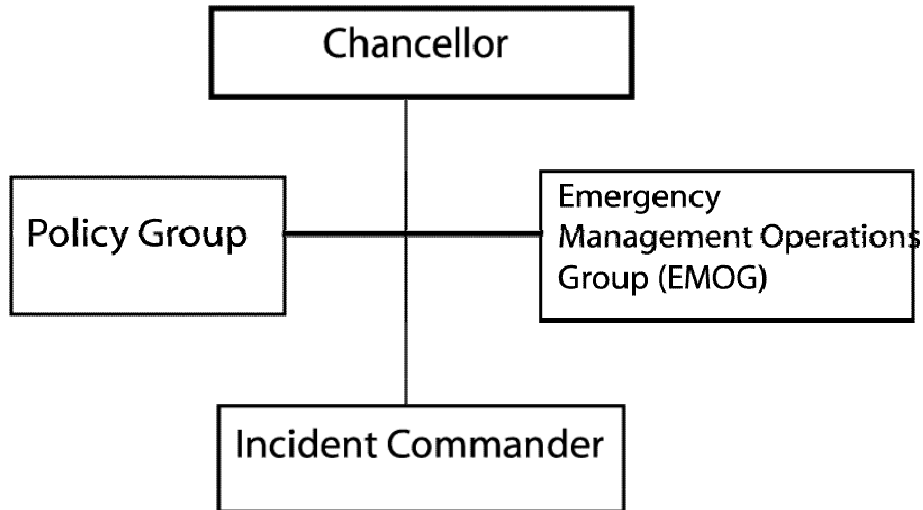 Chancellor
Policy Group
Emergency
Management Operations
Group (EMOG)
Incident Commander